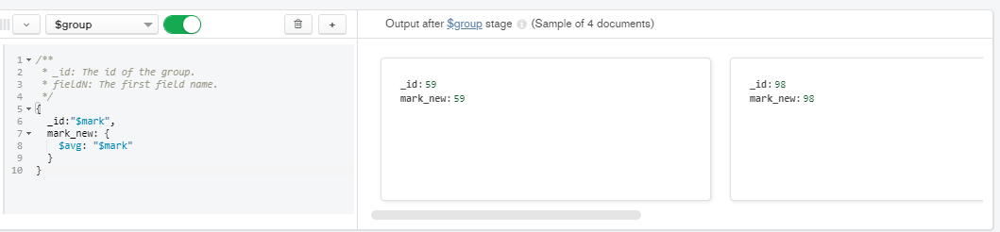 $group
+
Output after $group stage (Sample of 4 documents)
1 /**
2 * _id: The id of the group.
3 * fieldN: The first field name.
4 */
5 {
6 _id:"$mark",
7 mark_new: {
8 $avg: "$mark"
9 }
10 }
_id: 59
mark_new: 59
_id: 98
mark_new: 98